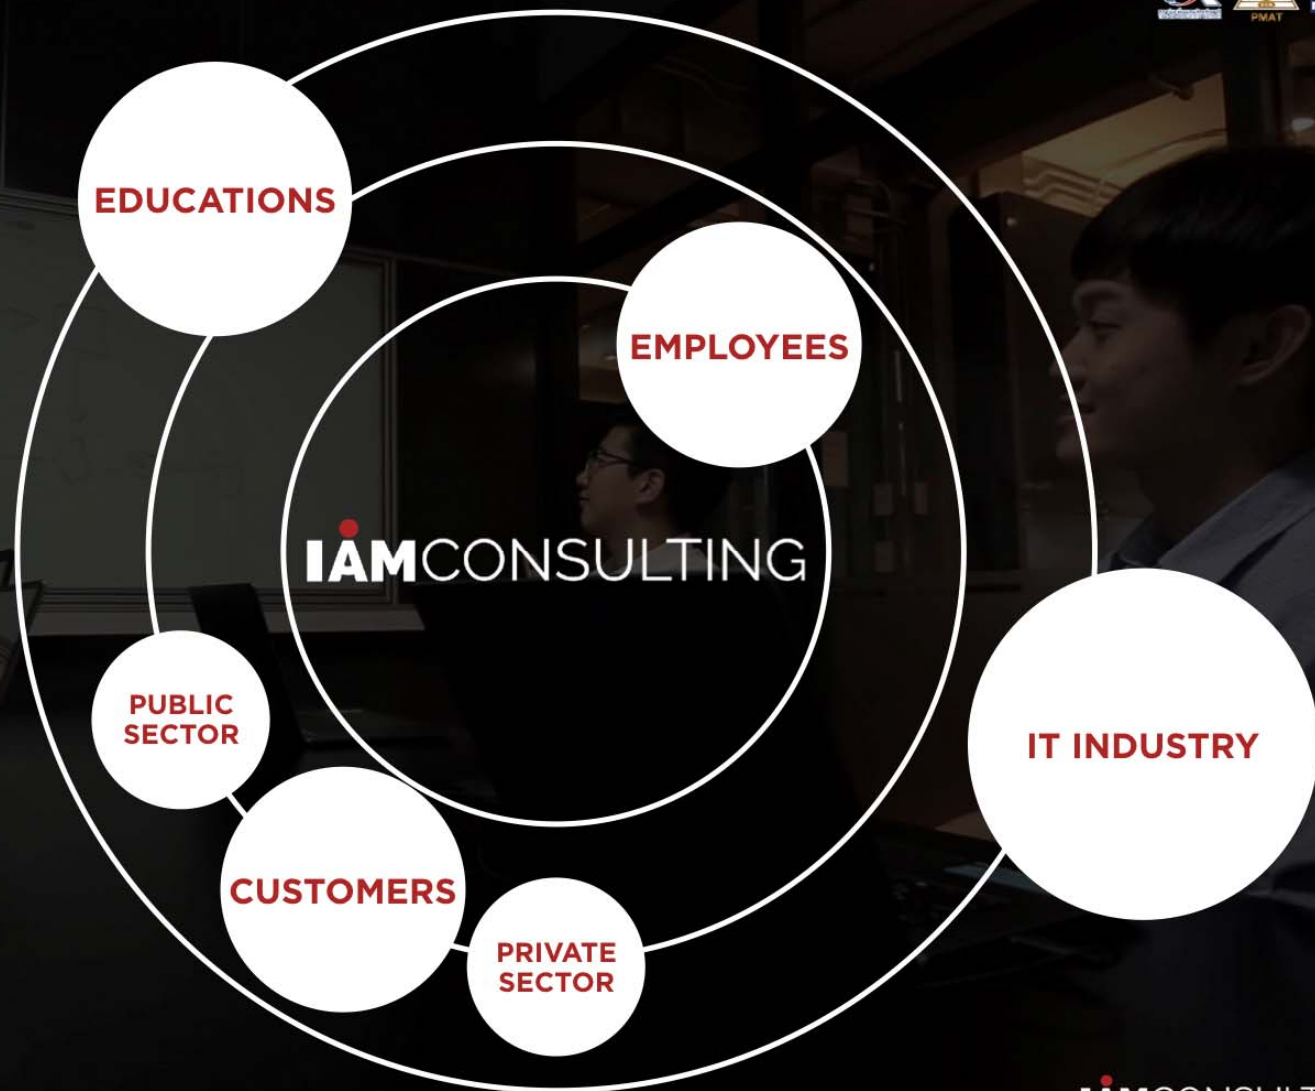 PMAT
EDUCATIONS
EMPLOYEES
IAMCONSULTING
PUBLIC
SECTOR
IT INDUSTRY
CUSTOMERS
PRIVATE
SECTOR